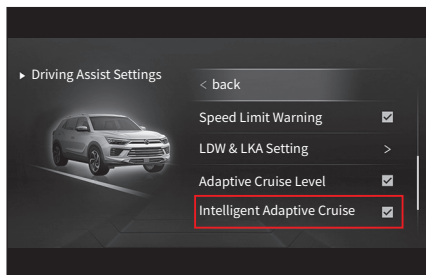 ▸ Driving Assist Settings
< back
Speed Limit Warning
LDW & LKA Setting >
Adaptive Cruise Level
Intelligent Adaptive Cruise